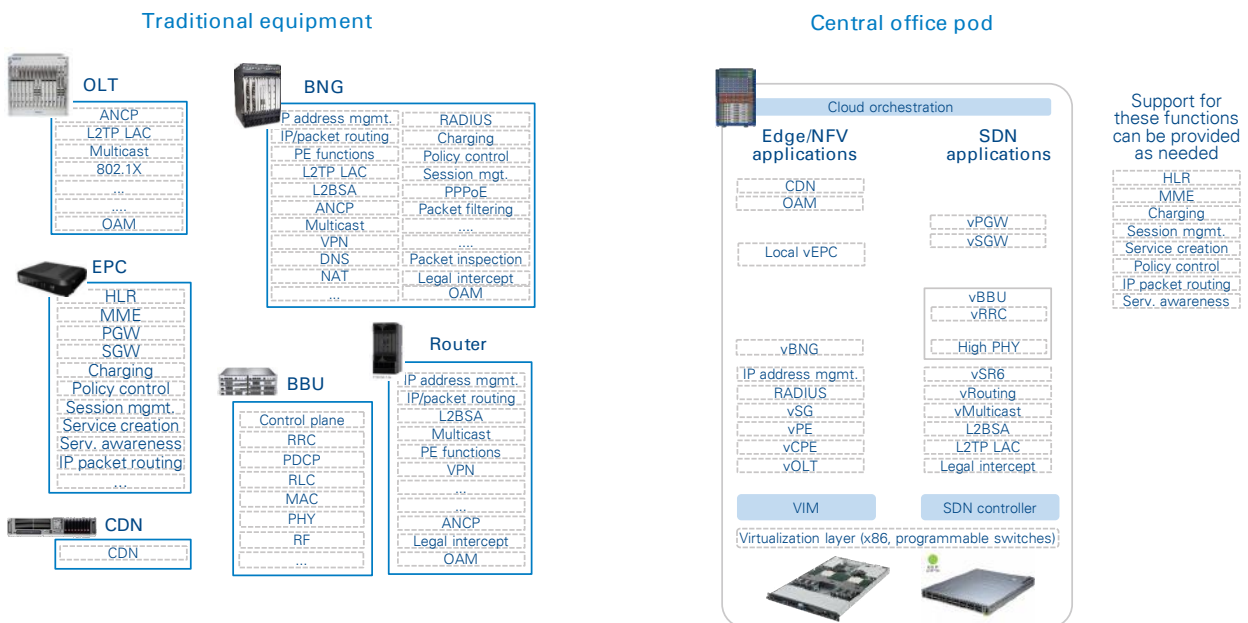 Traditional equipment
OLT
ANCP
L2TP LAC
Multicast
802.1X
...
....
OAM
EPC
HLR
MME
PGW
SGW
Charging
Policy control
Session mgmt.
Service creation
Serv. awareness
IP packet routing
...
CDN
CDN
BNG
P address mgmt.
IP/packet routing
PE functions
L2TP LAC
L2BSA
ANCP
Multicast
VPN
DNS
NAT
...
RADIUS
Charging
Policy control
Session mgt.
PPPoE
Packet filtering
....
....
Packet inspection
Legal intercept
OAM
BBU
Control plane
RRC
PDCP
RLC
MAC
PHY
RF
...
Router
IP address mgmt.
IP/packet routing
L2BSA
Multicast
PE functions
VPN
...
...
ANCP
Legal intercept
OAM
Central office pod
Cloud orchestration
Edge/NFV
applications
CDN
OAM
Local vEPC
vBNG
IP address mgmt.
RADIUS
vSG
vPE
vCPE
vOLT
VIM
SDN
applications
vPGW
vSGW
vBBU
vRRC
High PHY
vSR6
vRouting
vMulticast
L2BSA
L2TP LAC
Legal intercept
SDN controller
Virtualization layer (x86, programmable switches)
Support for
these functions
can be provided
as needed
HLR
MME
Charging
Session mgmt.
Service creation
Policy control
IP packet routing
Serv. awareness